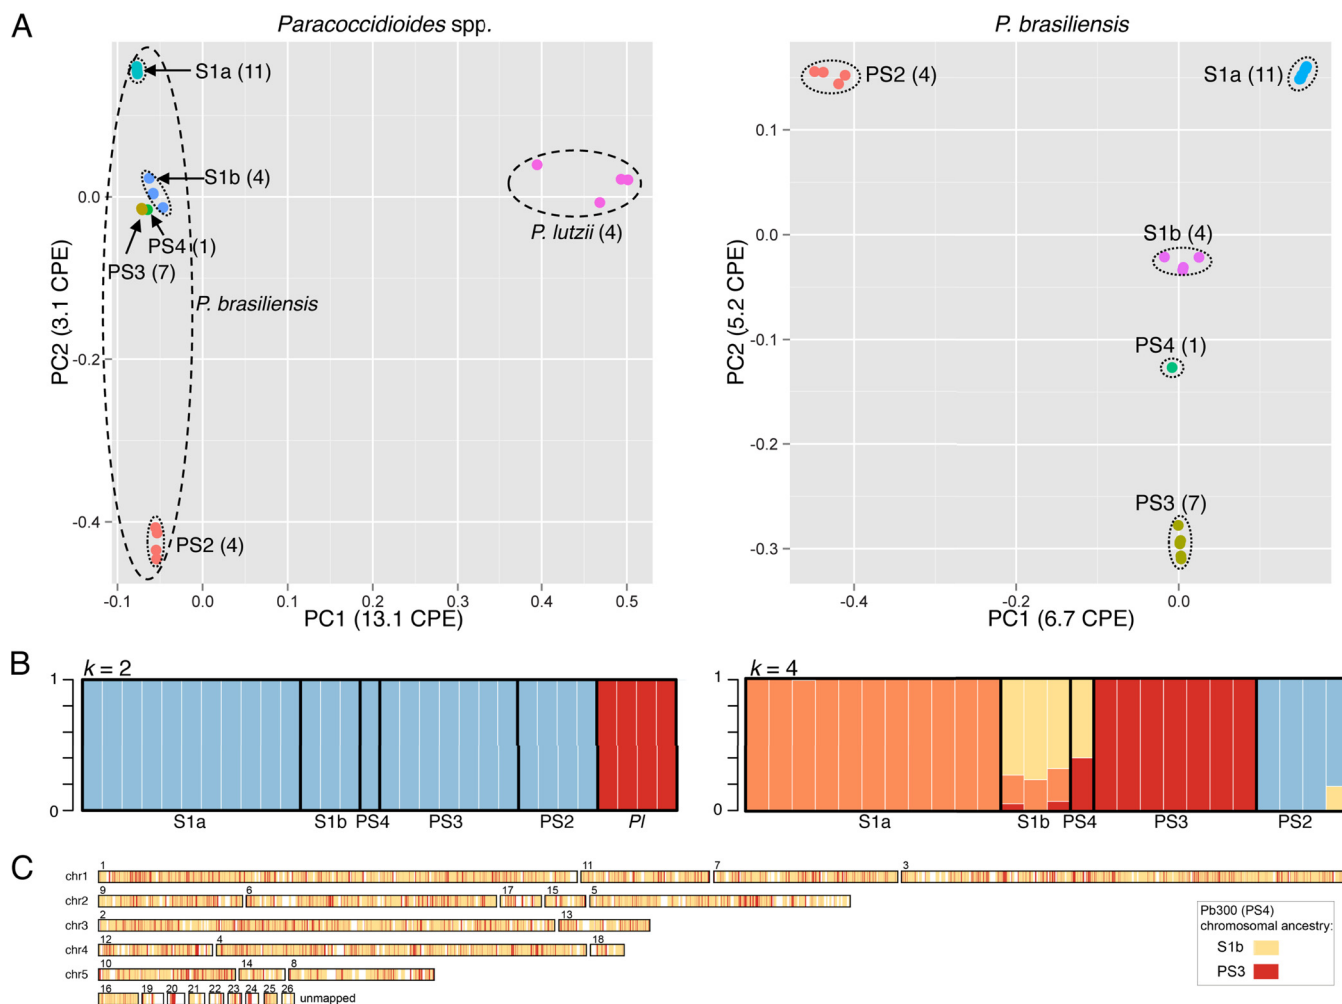 A
Paracoccidioides spp.
P. brasiliensis
S1a (11)
S1b (4)
PS4 (1)
PS3 (7)
P. brasiliensis
PS2 (4)
P. lutzii (4)
0.0
-0.2
-0.4
PC2 (3.1 CPE)
-0.1 0.0 0.1 0.2 0.3 0.4 0.5
PC1 (13.1 CPE)
PS2 (4)
S1a (11)
S1b (4)
PS4 (1)
PS3 (7)
0.1
0.0
-0.1
-0.2
-0.3
PC2 (5.2 CPE)
-0.4 -0.2 0.0
PC1 (6.7 CPE)
B
k = 2
1
0
S1a S1b PS4 PS3 PS2 Pl
k = 4
1
0
S1a S1b PS4 PS3 PS2
C
1 11 7 3
chr1
9 6 17 15 5
chr2
2 13
chr3
12 4 18
chr4
10 14 8
chr5
16 19 20 21 22 23 24 25 26
unmapped
Pb300 (PS4)
chromosomal ancestry:
S1b
PS3